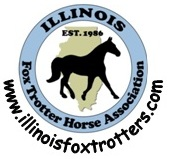 ILLINOIS
EST. 1986
Fox Trotter Horse Association
www.illinoisfoxtrotters.com